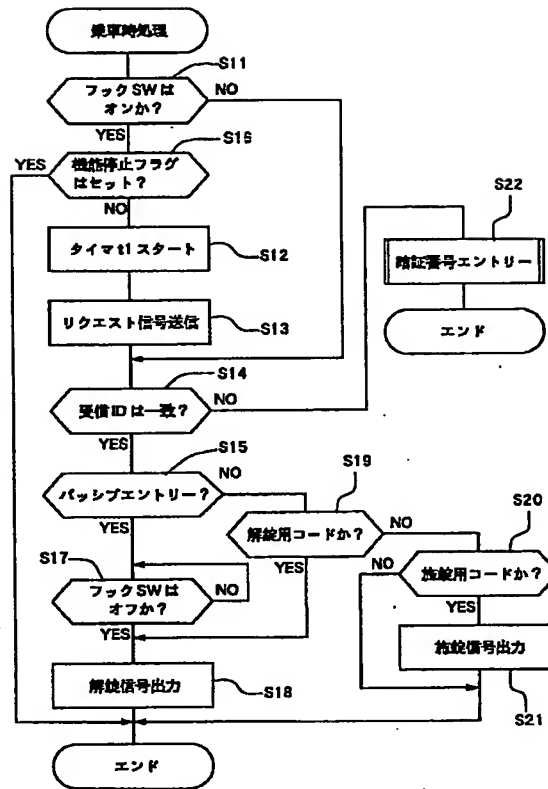 乗車時処理
S11
フックSWは
オンか?
NO
YES
S16
YES
機能停止フラグ
はセット?
NO
S22
タイマt1スタート
S12
暗証番号エントリー
リクエスト信号送信
S13
エンド
S14
受信IDは一致?
NO
YES
S15
パッシブエントリー?
NO
YES
S19
解錠用コードか?
NO
YES
S20
施錠用コードか?
NO
YES
S17
フックSWは
オフか?
NO
YES
施錠信号出力
S21
解錠信号出力
S18
エンド